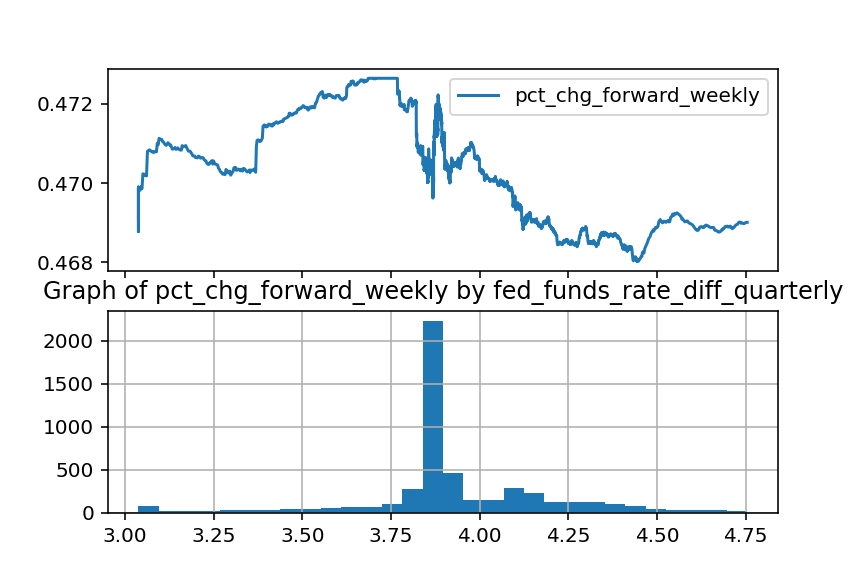 pct_chg_forward_weekly
0.472
0.470
0.468
Graph of pct_chg_forward_weekly by fed_funds_rate_diff_quarterly
2000
1500
1000
500
0
3.00 3.25 3.50 3.75 4.00 4.25 4.50 4.75